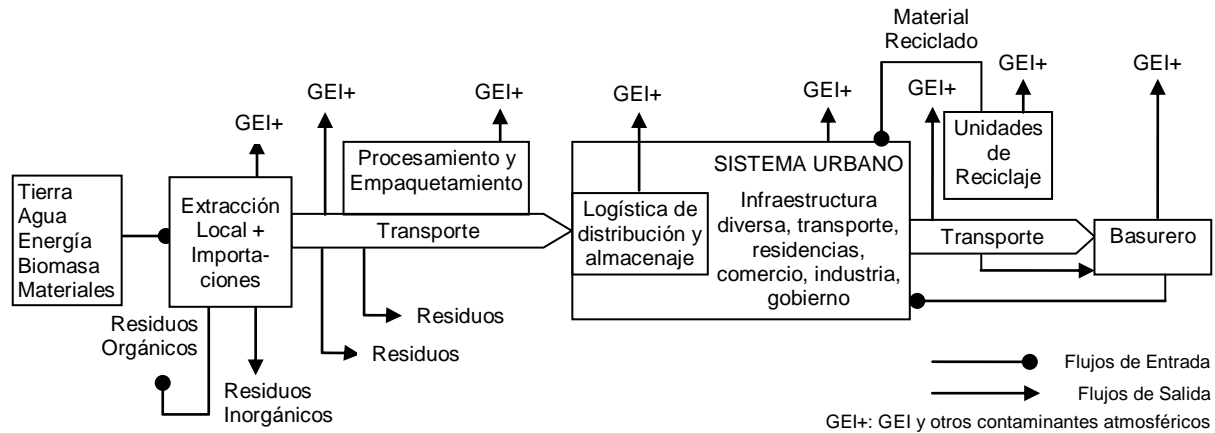 Material
Reciclado
GEI+
GEI+
GEI+
GEI+
GEI+
GEI+
GEI+
GEI+
GEI+
Tierra
Agua
Energía
Biomasa
Materiales
Extracción
Local +
Importa-
ciones
Procesamiento y
Empaquetamiento
Transporte
Logística de
distribución y
almacenaje
SISTEMA URBANO
Infraestructura
diversa, transporte,
residencias,
comercio, industria,
gobierno
Unidades
de
Reciclaje
Transporte
Basurero
Residuos
Orgánicos
Residuos
Inorgánicos
Residuos
Residuos
Flujos de Entrada
Flujos de Salida
GEI+: GEI y otros contaminantes atmosféricos